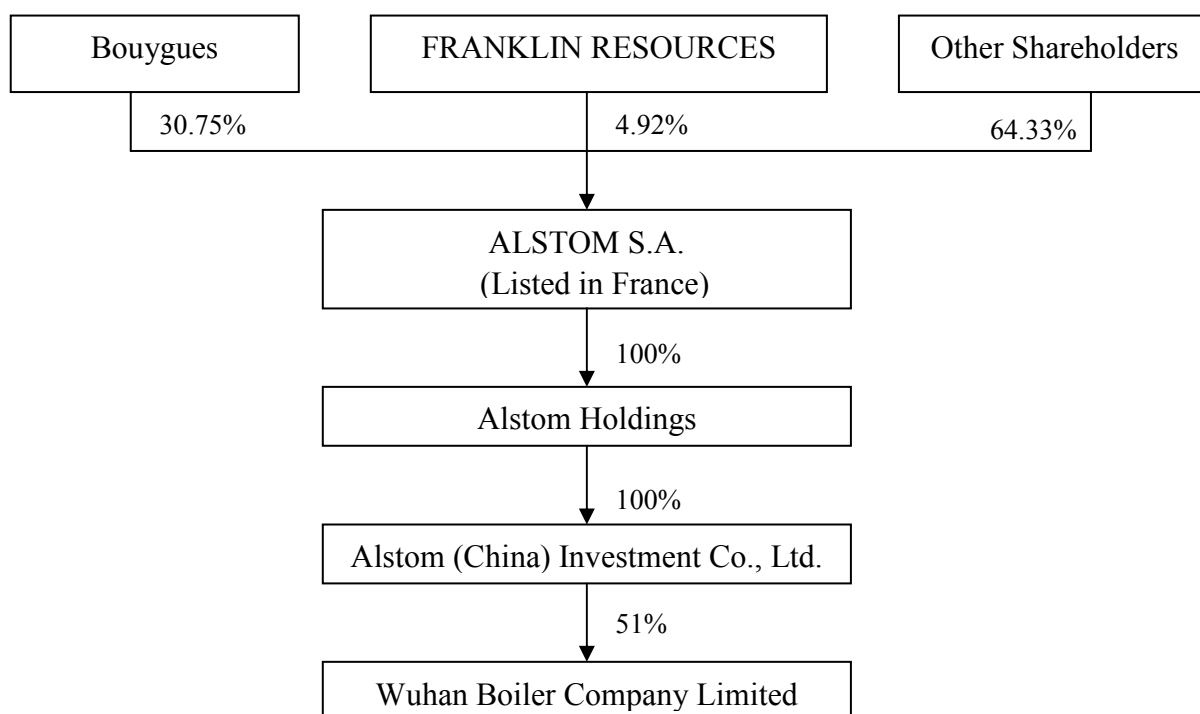 Bouygues
FRANKLIN RESOURCES
Other Shareholders
30.75%
4.92%
64.33%
ALSTOM S.A.
(Listed in France)
100%
Alstom Holdings
100%
Alstom (China) Investment Co., Ltd.
51%
Wuhan Boiler Company Limited